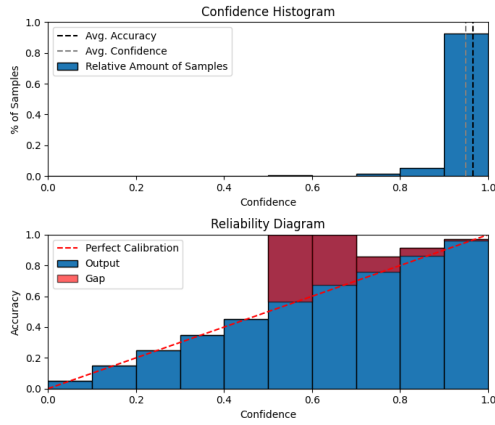 Confidence Histogram
1.0
0.8
0.6
0.4
0.2
0.0
% of Samples
Avg. Accuracy
Avg. Confidence
Relative Amount of Samples
0.0 0.2 0.4 0.6 0.8 1.0
Confidence
Reliability Diagram
1.0
0.8
0.6
0.4
0.2
0.0
Accuracy
Perfect Calibration
Output
Gap
0.0 0.2 0.4 0.6 0.8 1.0
Confidence